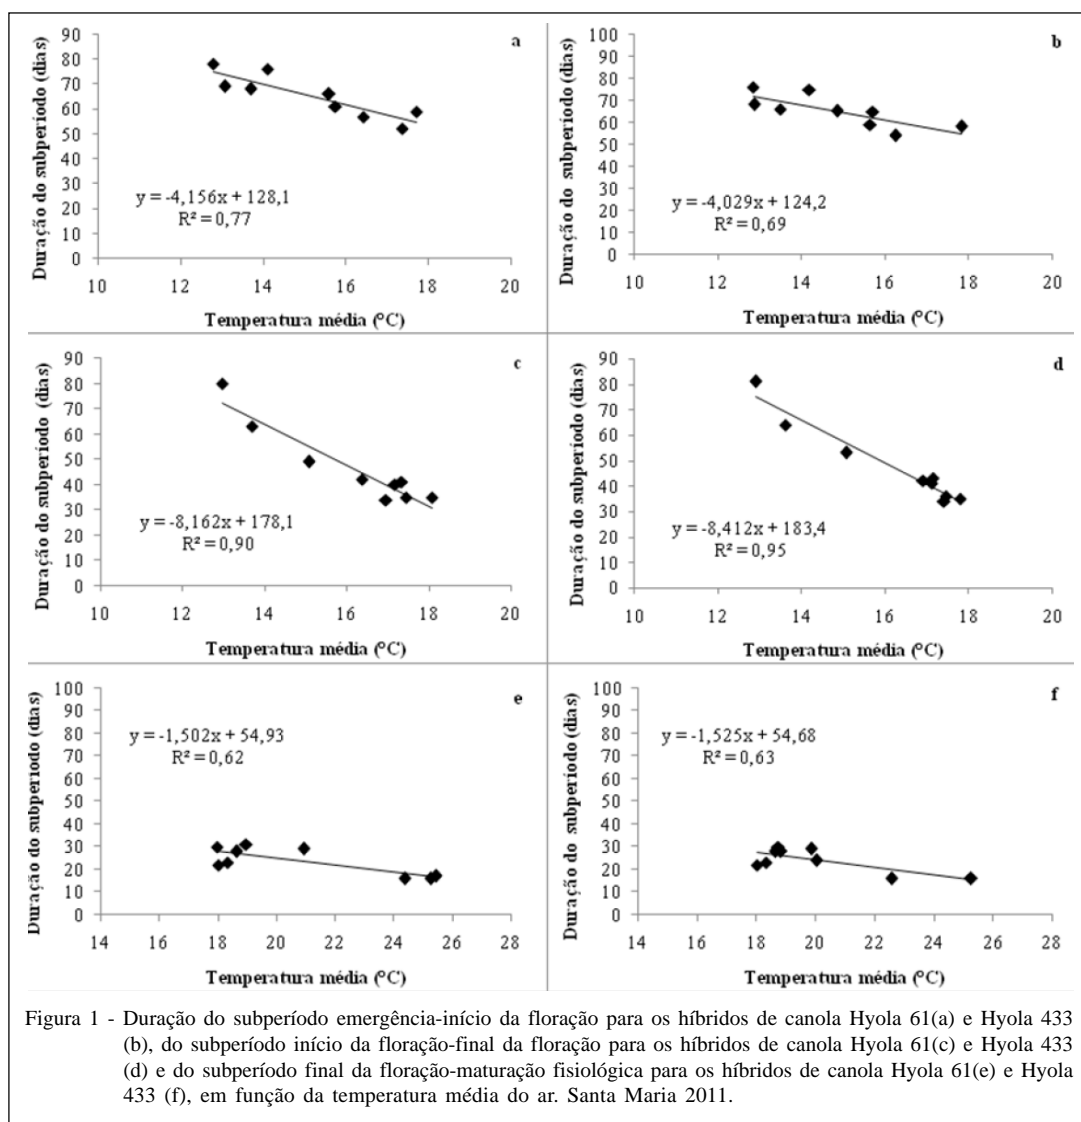 a
Duração do subperíodo (dias)
90
80
70
60
50
40
30
20
10
0
y = -4,156x + 128,1
R² = 0,77
10 12 14 16 18 20
Temperatura média (°C)
b
Duração do subperíodo (dias)
100
90
80
70
60
50
40
30
20
10
0
y = -4,029x + 124,2
R² = 0,69
10 12 14 16 18 20
Temperatura média (°C)
c
Duração do subperíodo (dias)
90
80
70
60
50
40
30
20
10
0
y = -8,162x + 178,1
R² = 0,90
10 12 14 16 18 20
Temperatura média (°C)
d
Duração do subperíodo (dias)
90
80
70
60
50
40
30
20
10
0
y = -8,412x + 183,4
R² = 0,95
10 12 14 16 18 20
Temperatura média (°C)
e
Duração do subperíodo (dias)
100
90
80
70
60
50
40
30
20
10
0
y = -1,502x + 54,93
R² = 0,62
14 16 18 20 22 24 26 28
Temperatura média (°C)
f
Duração do subperíodo (dias)
100
90
80
70
60
50
40
30
20
10
0
y = -1,525x + 54,68
R² = 0,63
14 16 18 20 22 24 26 28
Temperatura média (°C)
Figura 1 - Duração do subperíodo emergência-início da floração para os híbridos de canola Hyola 61(a) e Hyola 433
(b), do subperíodo início da floração-final da floração para os híbridos de canola Hyola 61(c) e Hyola 433
(d) e do subperíodo final da floração-maturação fisiológica para os híbridos de canola Hyola 61(e) e Hyola
433 (f), em função da temperatura média do ar. Santa Maria 2011.